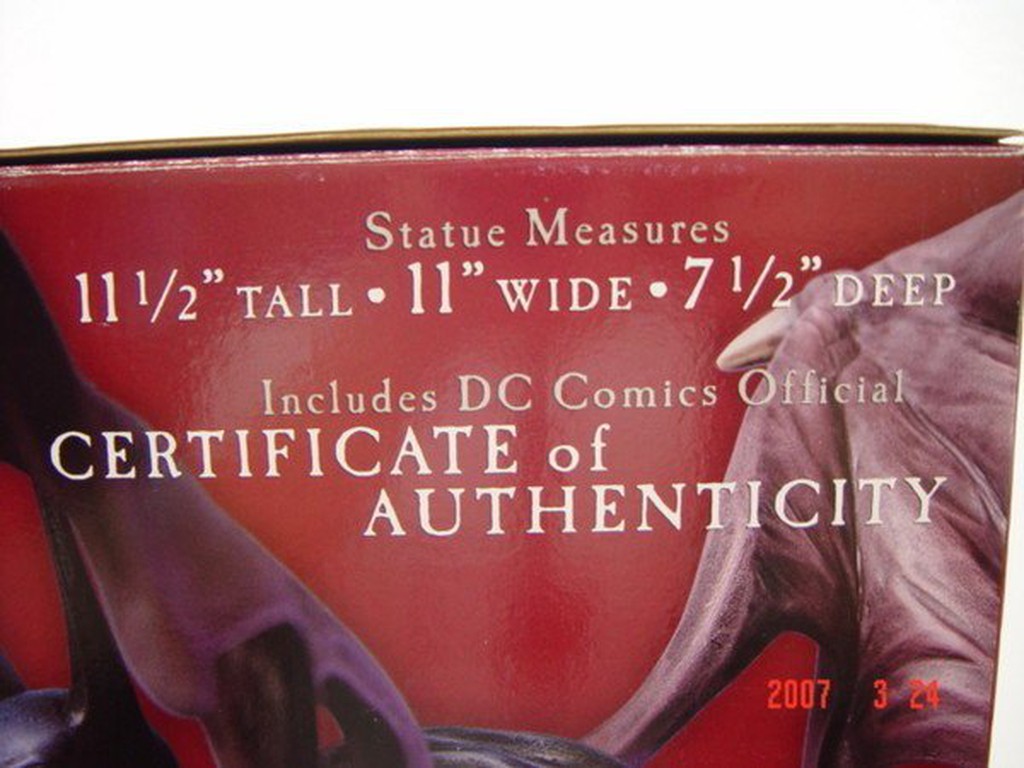 Statue Measures
11 1/2” TALL • 11” WIDE • 7 1/2” DEEP
Includes DC Comics Official
CERTIFICATE of
AUTHENTICITY
2007 3 24